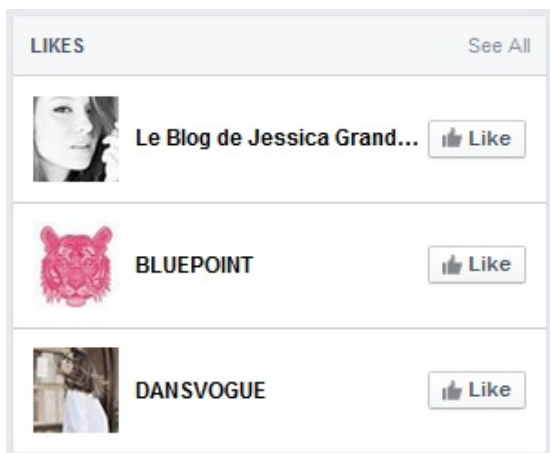 LIKES See All
Le Blog de Jessica Grand... Like
BLUEPOINT Like
DANSVOGUE Like